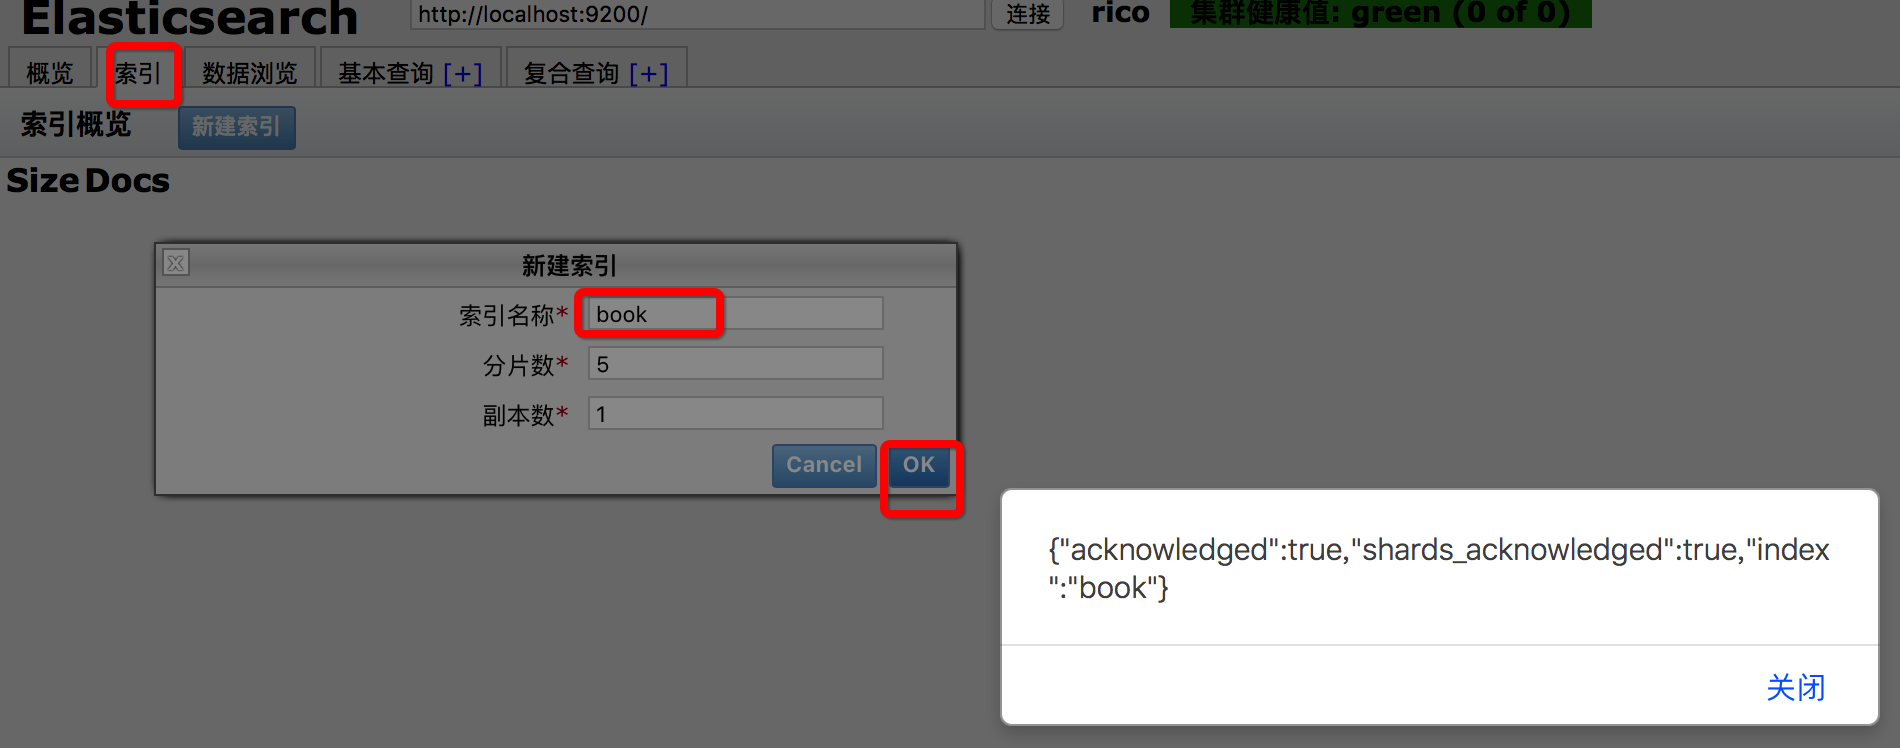 Elasticsearch
http://localhost:9200/ 连接 rico 集群健康值: green (0 of 0)
概览 索引 数据浏览 基本查询 [+] 复合查询 [+]
索引概览 新建索引
Size Docs
X 新建索引
索引名称* book
分片数* 5
副本数* 1
Cancel OK
{"acknowledged":true,"shards_acknowledged":true,"index
":"book"}
关闭